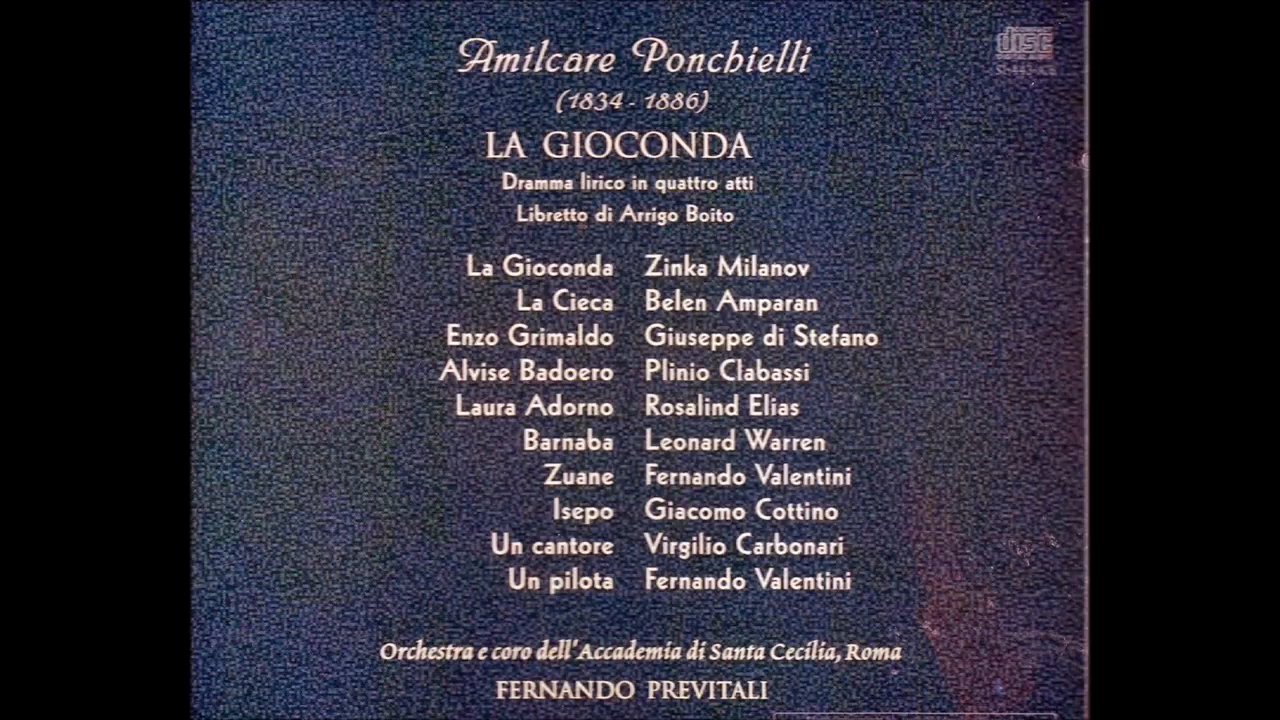 Amilcare Ponchielli
(1834 - 1886)
LA GIOCONDA
Dramma lirico in quattro atti
Libretto di Arrigo Boito
La Gioconda Zinka Milanov
La Cieca Belen Amparan
Enzo Grimaldo Giuseppe di Stefano
Alvise Badoero Plinio Clabassi
Laura Adorno Rosalind Elias
Barnaba Leonard Warren
Zuane Fernando Valentini
Isepo Giacomo Cottino
Un cantore Virgilio Carbonari
Un pilota Fernando Valentini
Orchestra e coro dell'Accademia di Santa Cecilia, Roma
FERNANDO PREVITALI
disc